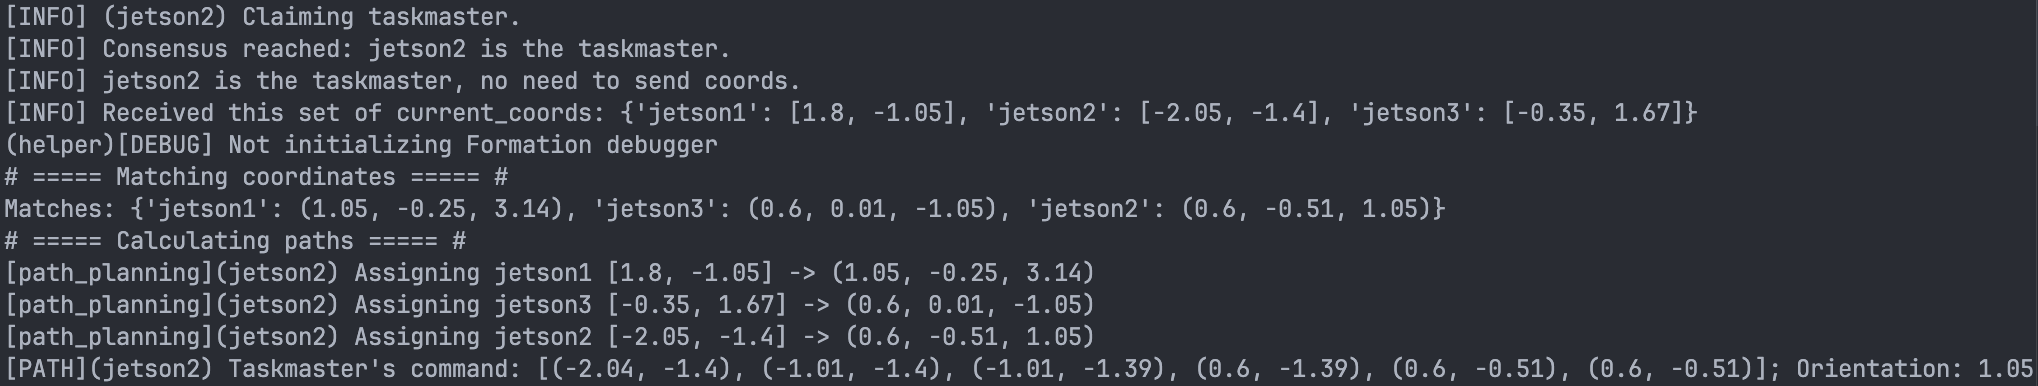 [INFO] (jetson2) Claiming taskmaster.
[INFO] Consensus reached: jetson2 is the taskmaster.
[INFO] jetson2 is the taskmaster, no need to send coords.
[INFO] Received this set of current_coords: {'jetson1': [1.8, -1.05], 'jetson2': [-2.05, -1.4], 'jetson3': [-0.35, 1.67]}
(helper)[DEBUG] Not initializing Formation debugger
# ===== Matching coordinates ===== #
Matches: {'jetson1': (1.05, -0.25, 3.14), 'jetson3': (0.6, 0.01, -1.05), 'jetson2': (0.6, -0.51, 1.05)}
# ===== Calculating paths ===== #
[path_planning](jetson2) Assigning jetson1 [1.8, -1.05] -> (1.05, -0.25, 3.14)
[path_planning](jetson2) Assigning jetson3 [-0.35, 1.67] -> (0.6, 0.01, -1.05)
[path_planning](jetson2) Assigning jetson2 [-2.05, -1.4] -> (0.6, -0.51, 1.05)
[PATH](jetson2) Taskmaster's command: [(-2.04, -1.4), (-1.01, -1.4), (-1.01, -1.39), (0.6, -1.39), (0.6, -0.51), (0.6, -0.51)]; Orientation: 1.05